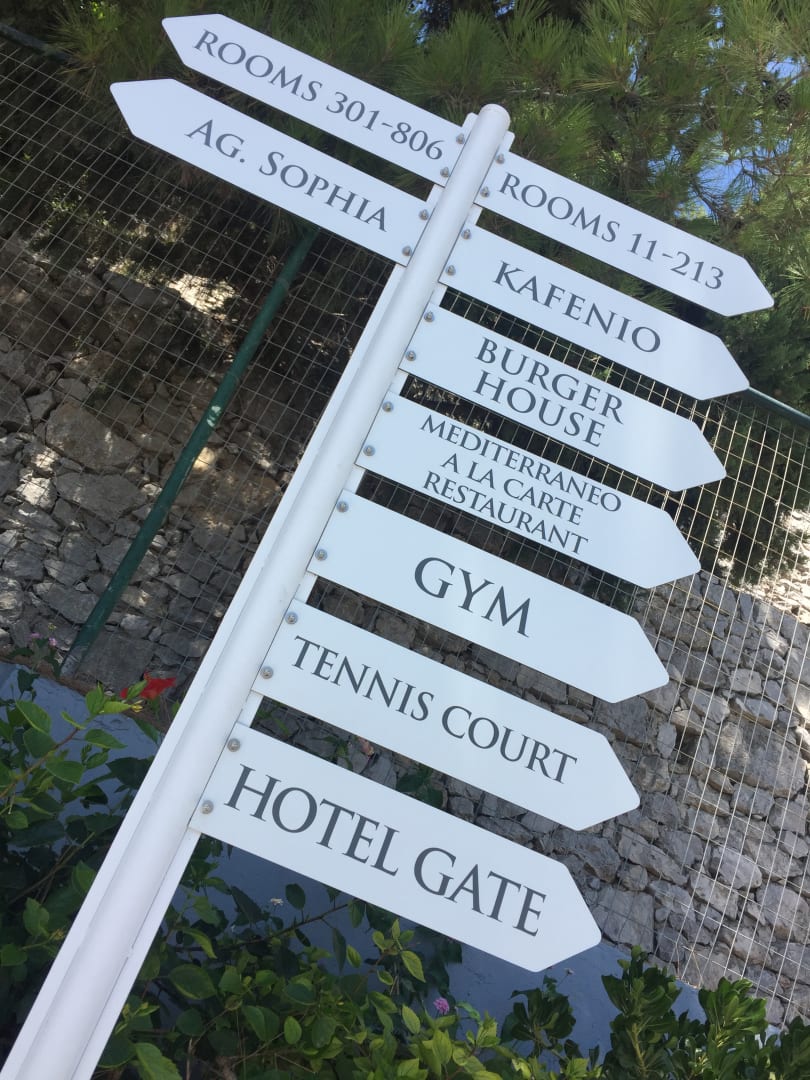 ROOMS 301-806
AG. SOPHIA
ROOMS 11-213
KAFENIO
BURGER
HOUSE
MEDITERRANEO
A LA CARTE
RESTAURANT
GYM
TENNIS COURT
HOTEL GATE